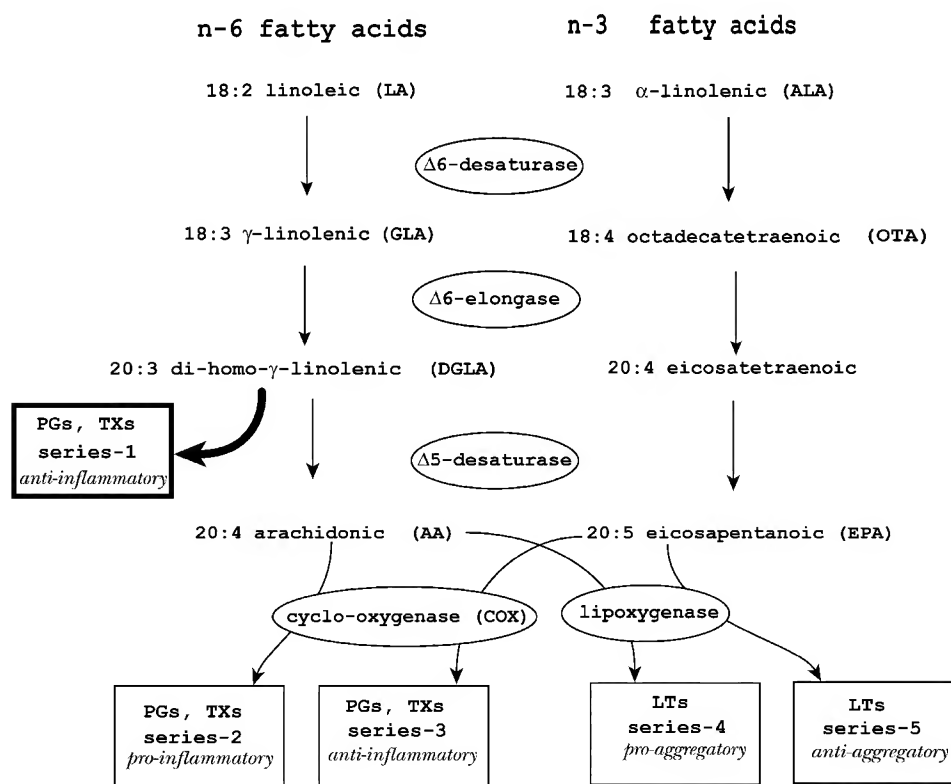 n-6 fatty acids
n-3 fatty acids
18:2 linoleic (LA)
18:3 α-linolenic (ALA)
Δ6-desaturase
18:3 γ-linolenic (GLA)
18:4 octadecatetraenoic (OTA)
Δ6-elongase
20:3 di-homo-γ-linolenic (DGLA)
20:4 eicosatetraenoic
PGs, TXs
series-1
anti-inflammatory
Δ5-desaturase
20:4 arachidonic (AA)
20:5 eicosapentanoic (EPA)
cyclo-oxygenase (COX)
lipoxygenase
PGs, TXs
series-2
pro-inflammatory
PGs, TXs
series-3
anti-inflammatory
LTs
series-4
pro-aggregatory
LTs
series-5
anti-aggregatory